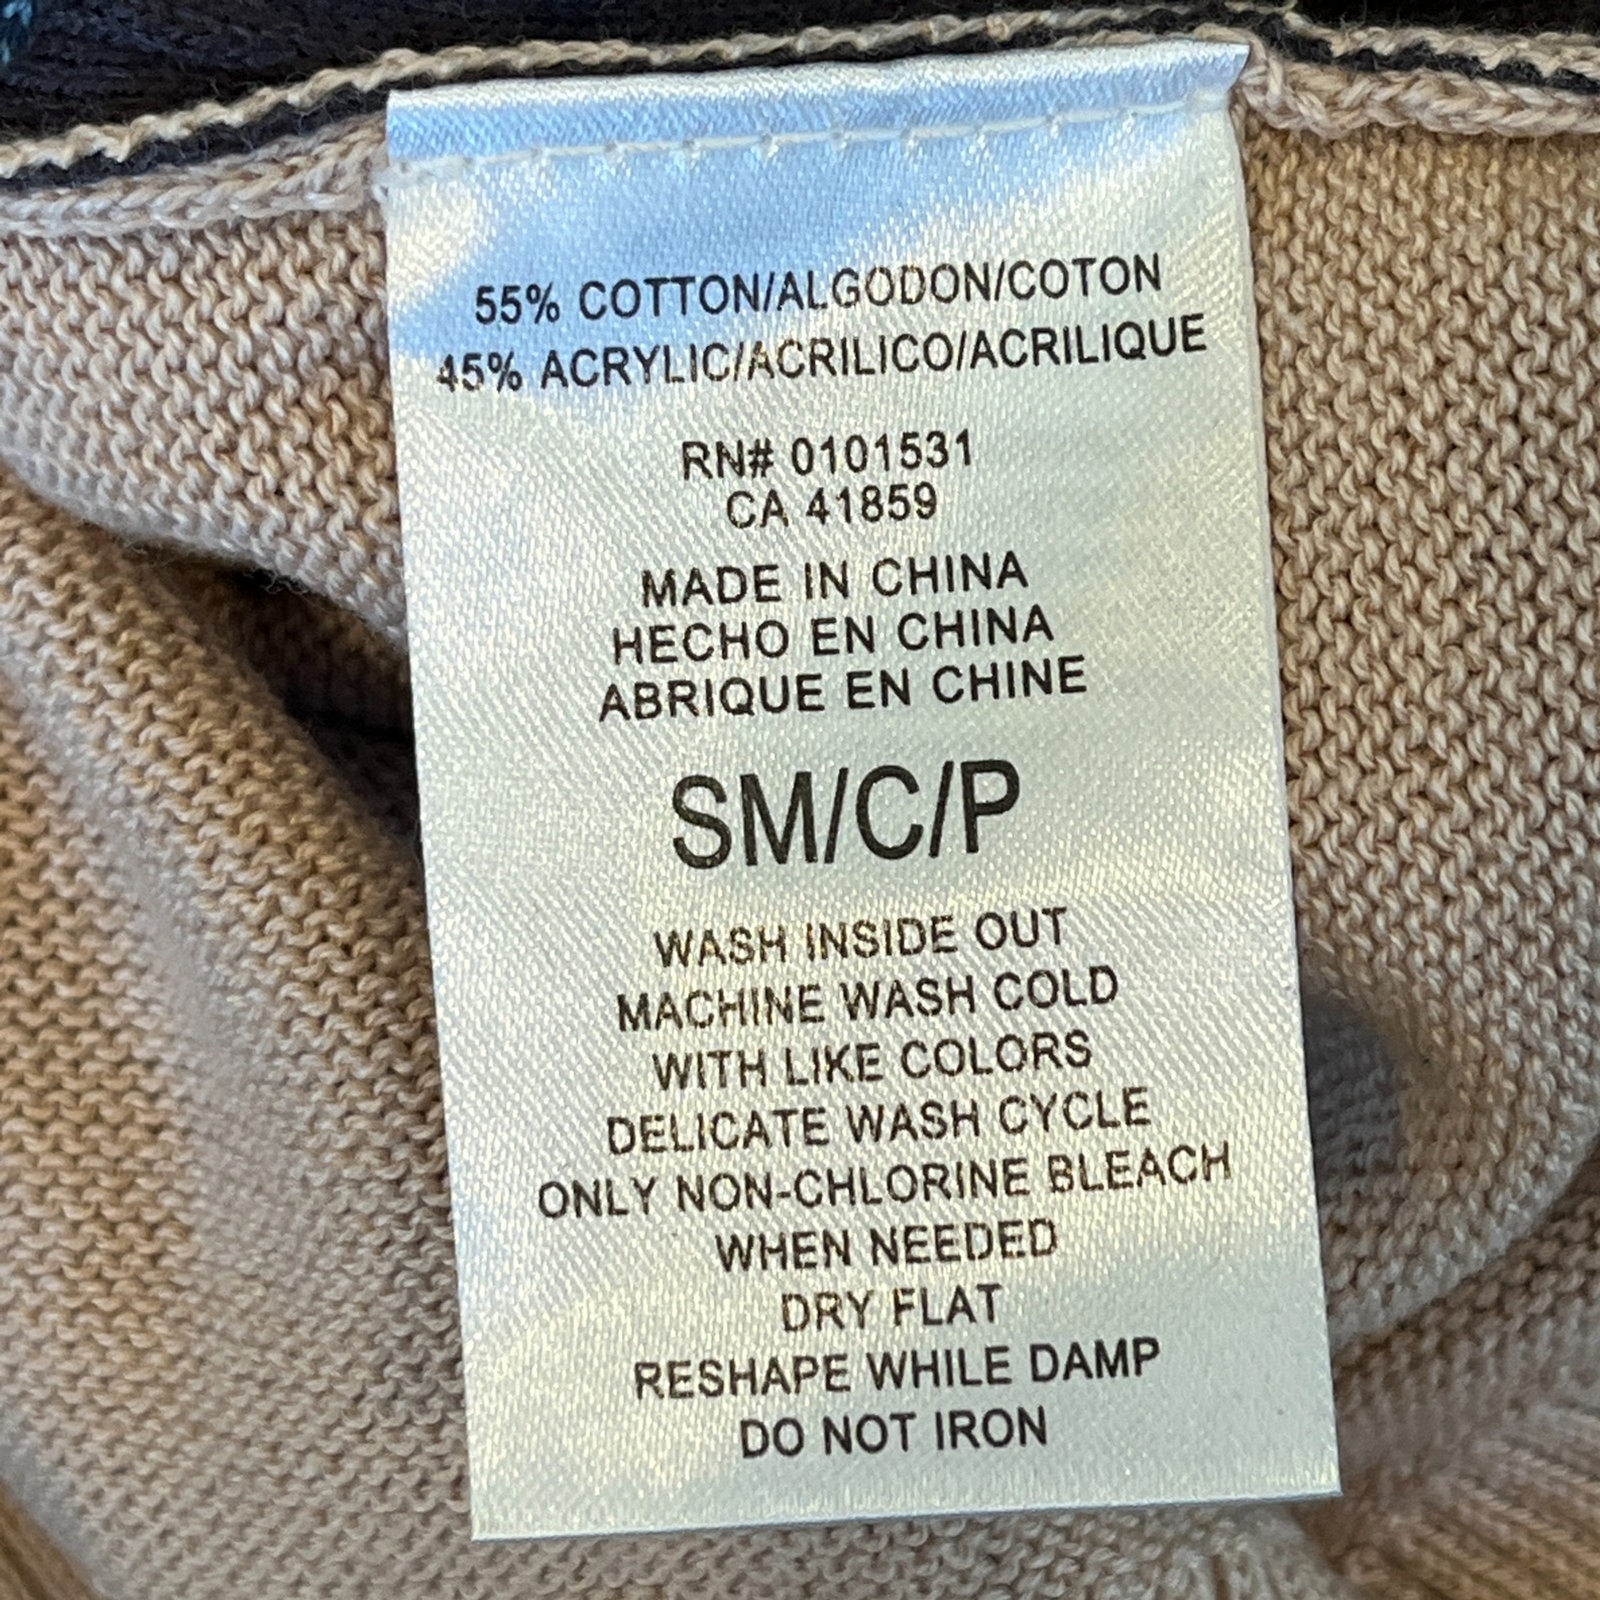 55% COTTON/ALGODON/COTON
45% ACRYLIC/ACRILICO/ACRILIQUE
RN# 0101531
CA 41859
MADE IN CHINA
HECHO EN CHINA
ABRIQUE EN CHINE
SM/C/P
WASH INSIDE OUT
MACHINE WASH COLD
WITH LIKE COLORS
DELICATE WASH CYCLE
ONLY NON-CHLORINE BLEACH
WHEN NEEDED
DRY FLAT
RESHAPE WHILE DAMP
DO NOT IRON